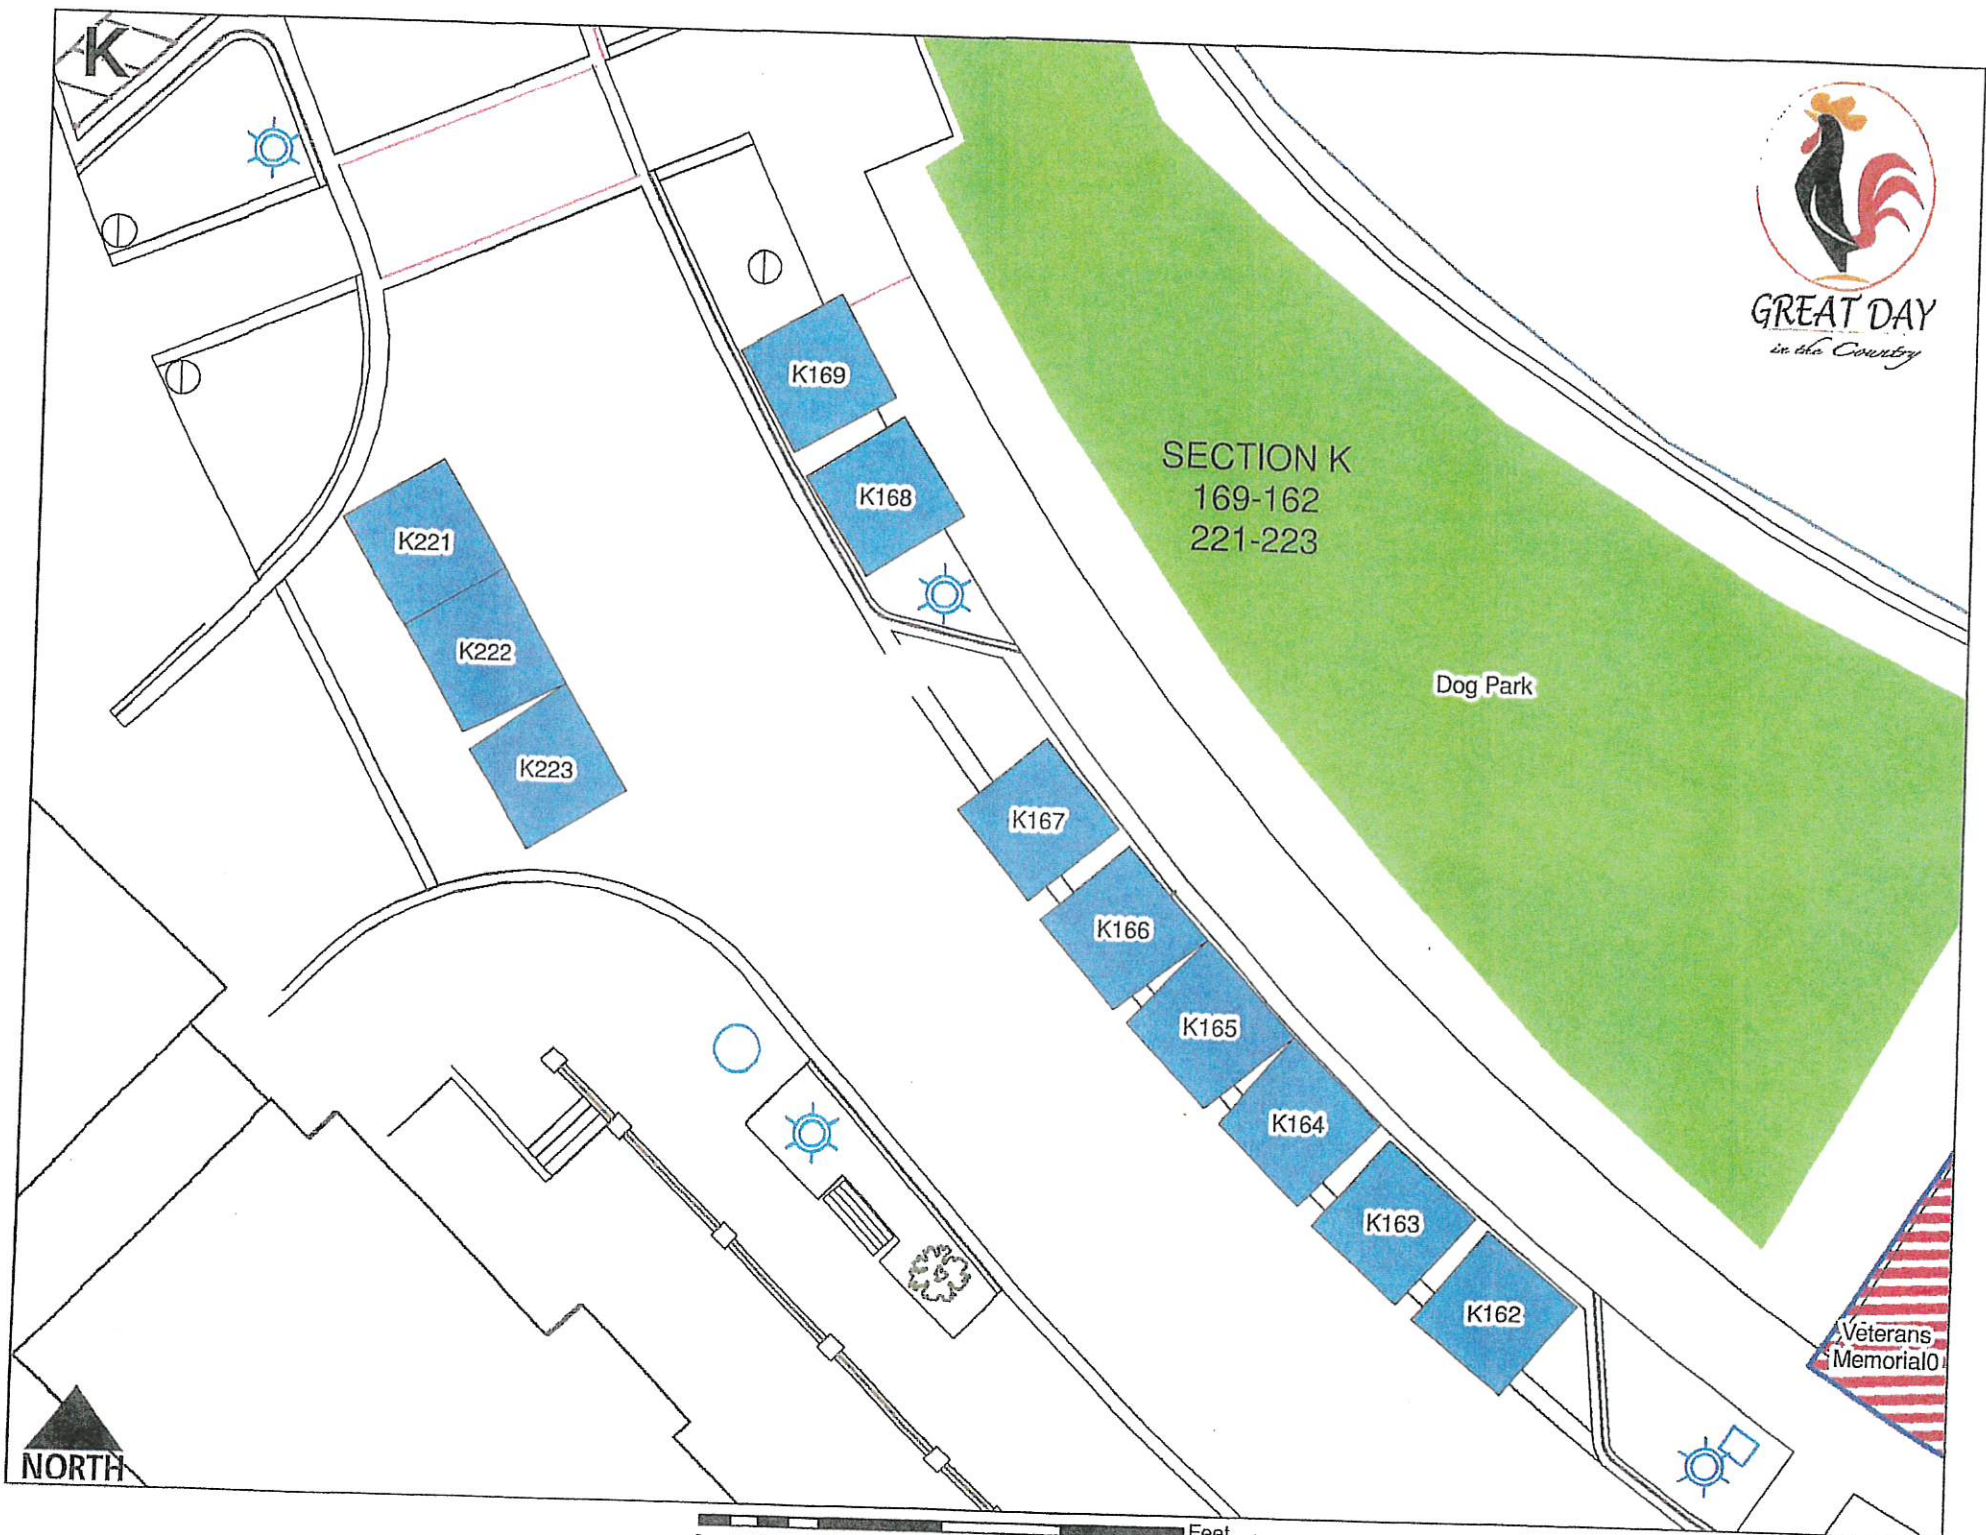 K
GREAT DAY
in the Country
K169
K168
SECTION K
169-162
221-223
K221
K222
K223
Dog Park
K167
K166
K165
K164
K163
K162
Veterans
Memorial0
NORTH
Feet